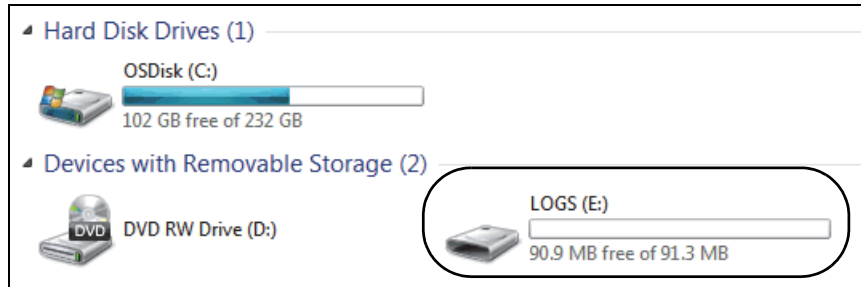 Hard Disk Drives (1)
OSDisk (C:)
102 GB free of 232 GB
Devices with Removable Storage (2)
DVD
DVD RW Drive (D:)
LOGS (E:)
90.9 MB free of 91.3 MB